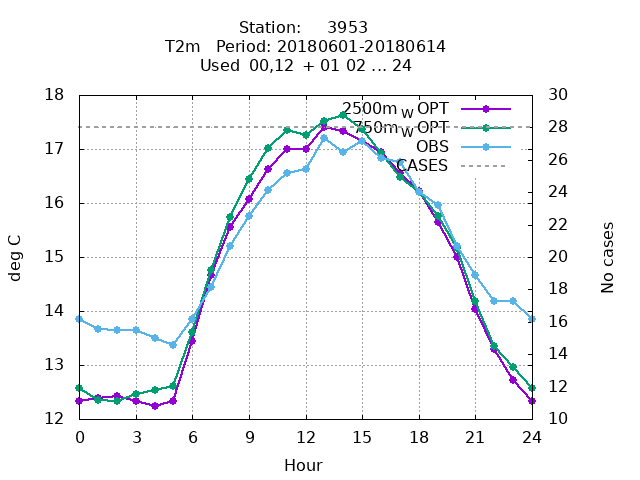 Station: 3953
T2m Period: 20180601-20180614
Used 00,12 + 01 02 ... 24
18 30
17 28
16 26
15 24
14 22
13 20
12 18
16
14
12
10
2500m W OPT
750m W OPT
OBS
CASES
deg C
No cases
0 3 6 9 12 15 18 21 24
Hour